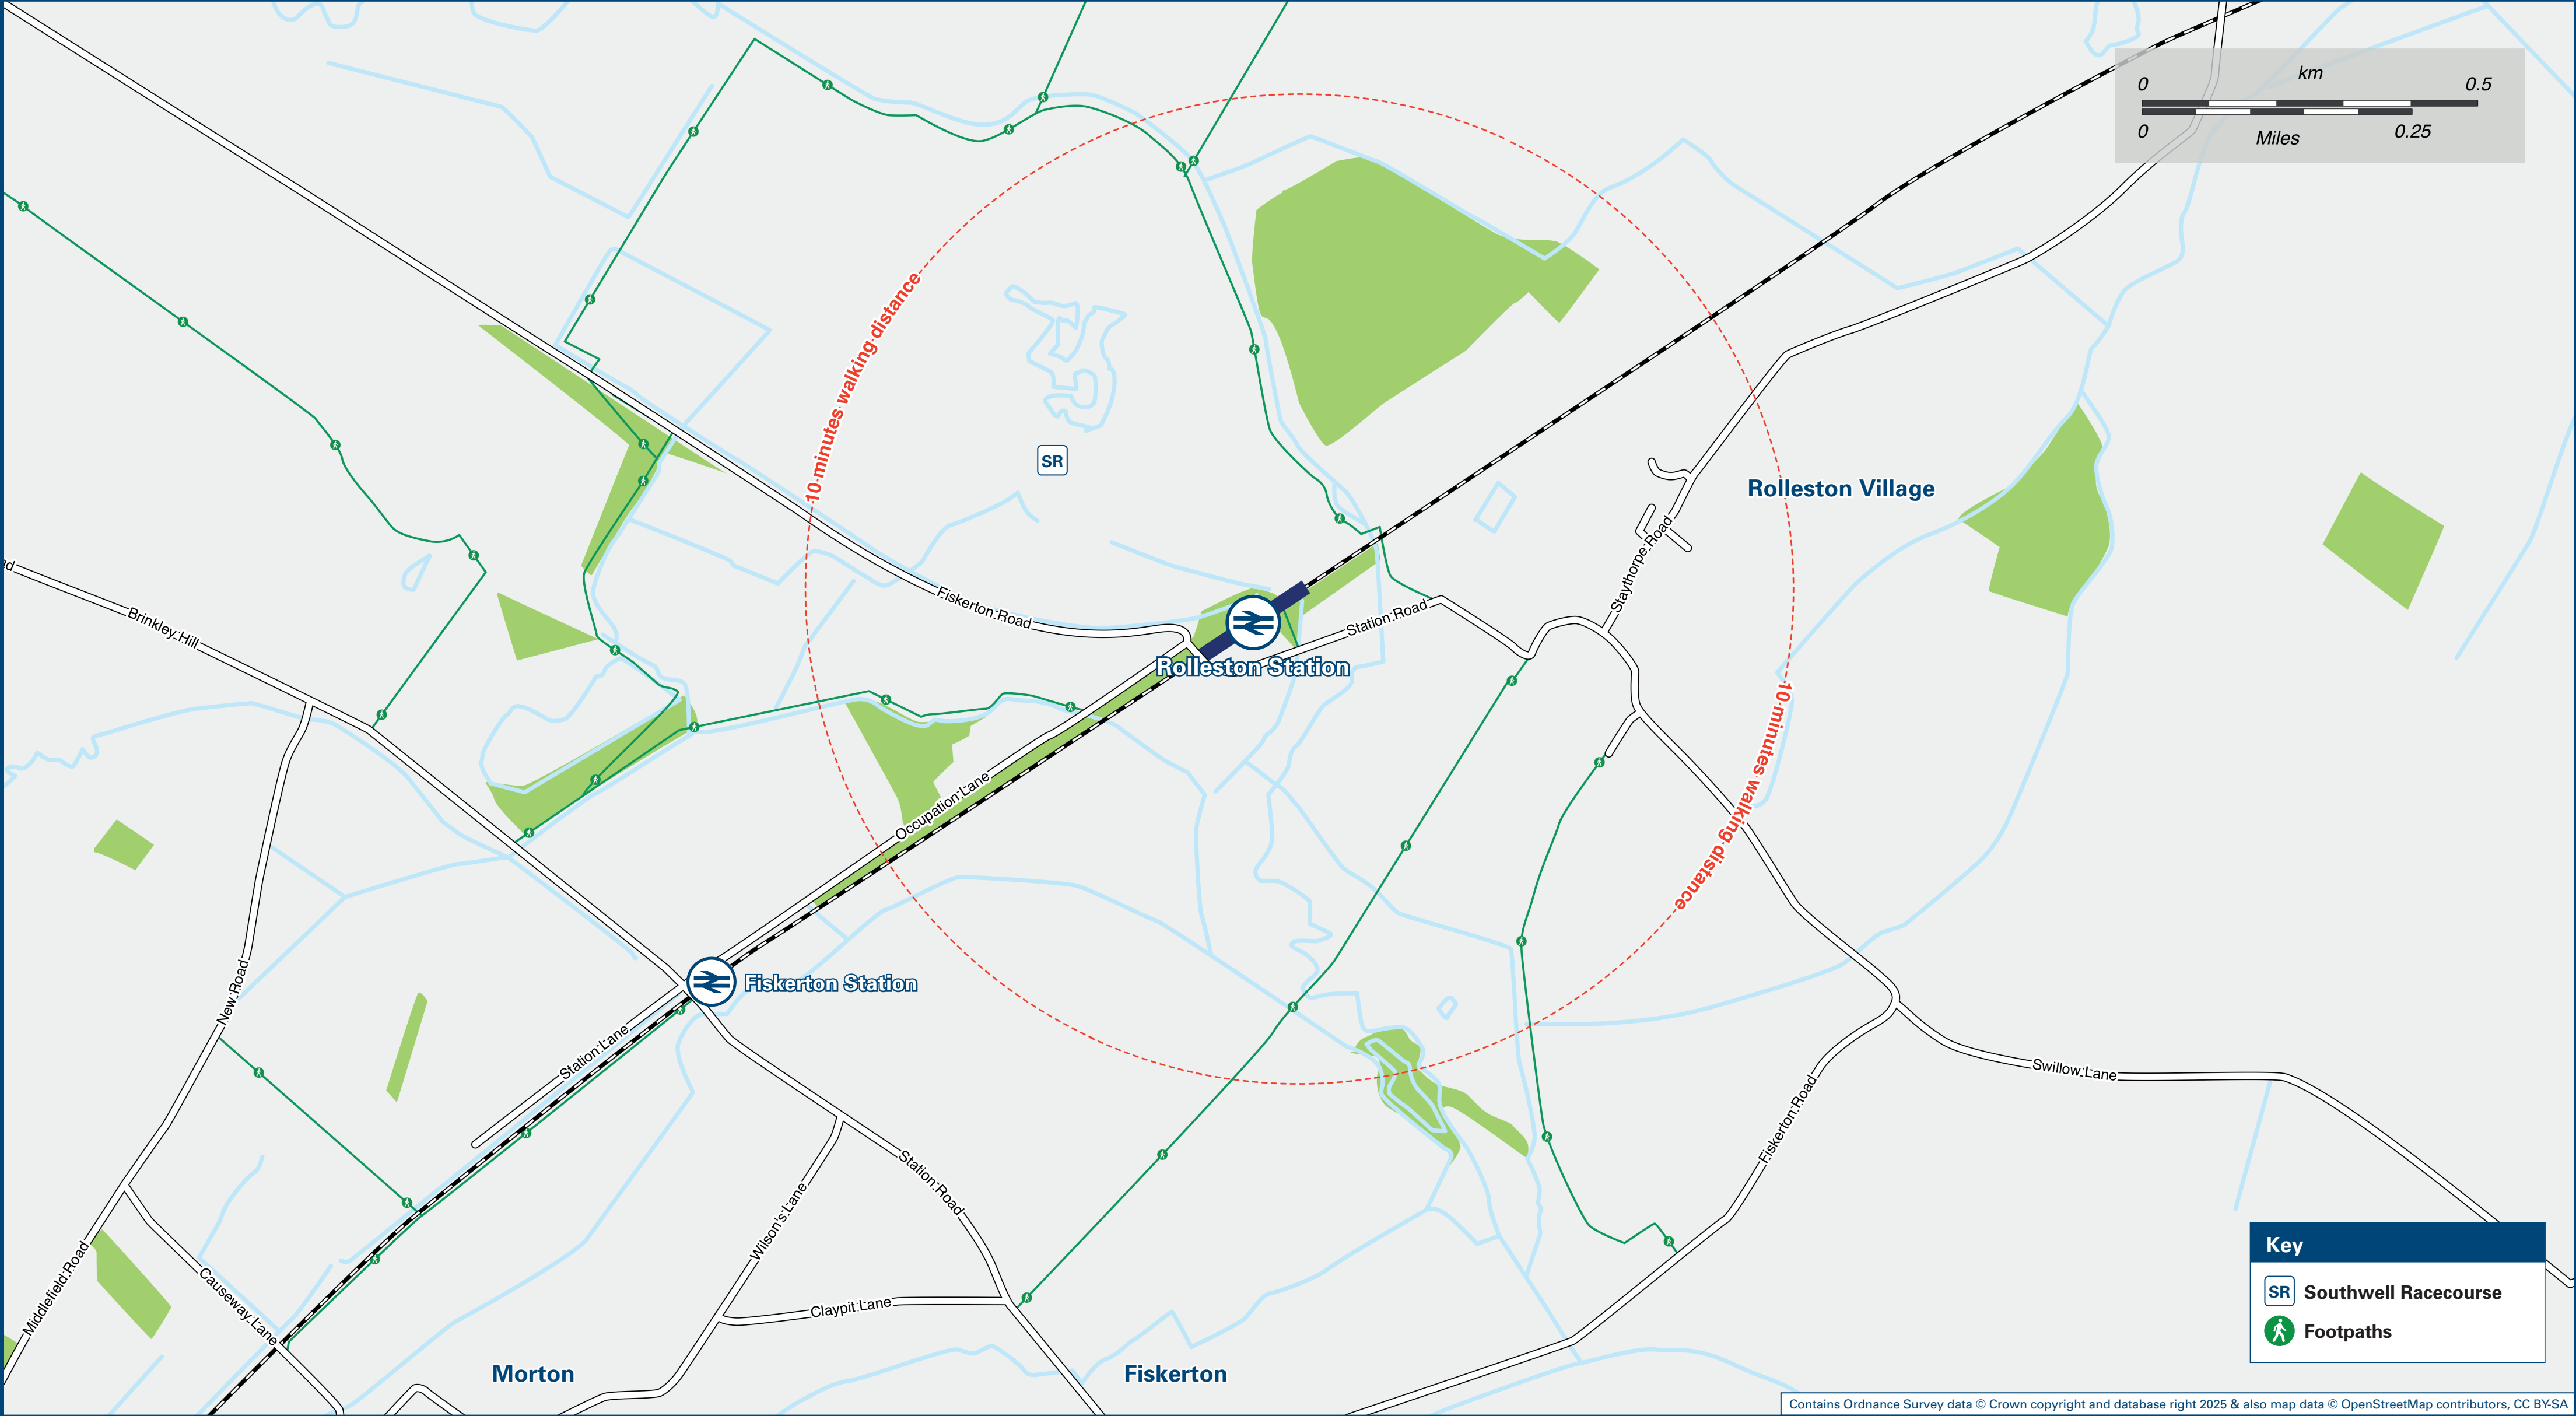 km
0 0.5
0 0.25
Miles
10 minutes walking distance
SR
Rolleston Village
Staythorpe Road
Fiskerton Road
Station Road
Brinkley Hill
Rolleston Station
10 minutes walking distance
Occupation Lane
Fiskerton Station
New Road
Station Lane
Swillow Lane
Fiskerton Road
Station Road
Wilson's Lane
Middlefield Road
Causeway Lane
Claypit Lane
Morton
Fiskerton
Key
SR Southwell Racecourse
Footpaths
Contains Ordnance Survey data © Crown copyright and database right 2025 & also map data © OpenStreetMap contributors, CC BY-SA